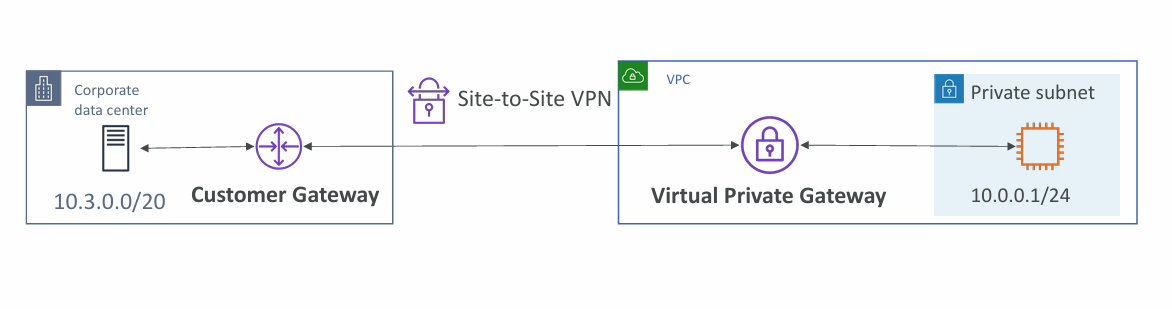 Corporate
data center
10.3.0.0/20
Customer Gateway
Site-to-Site VPN
VPC
Virtual Private Gateway
Private subnet
10.0.0.1/24